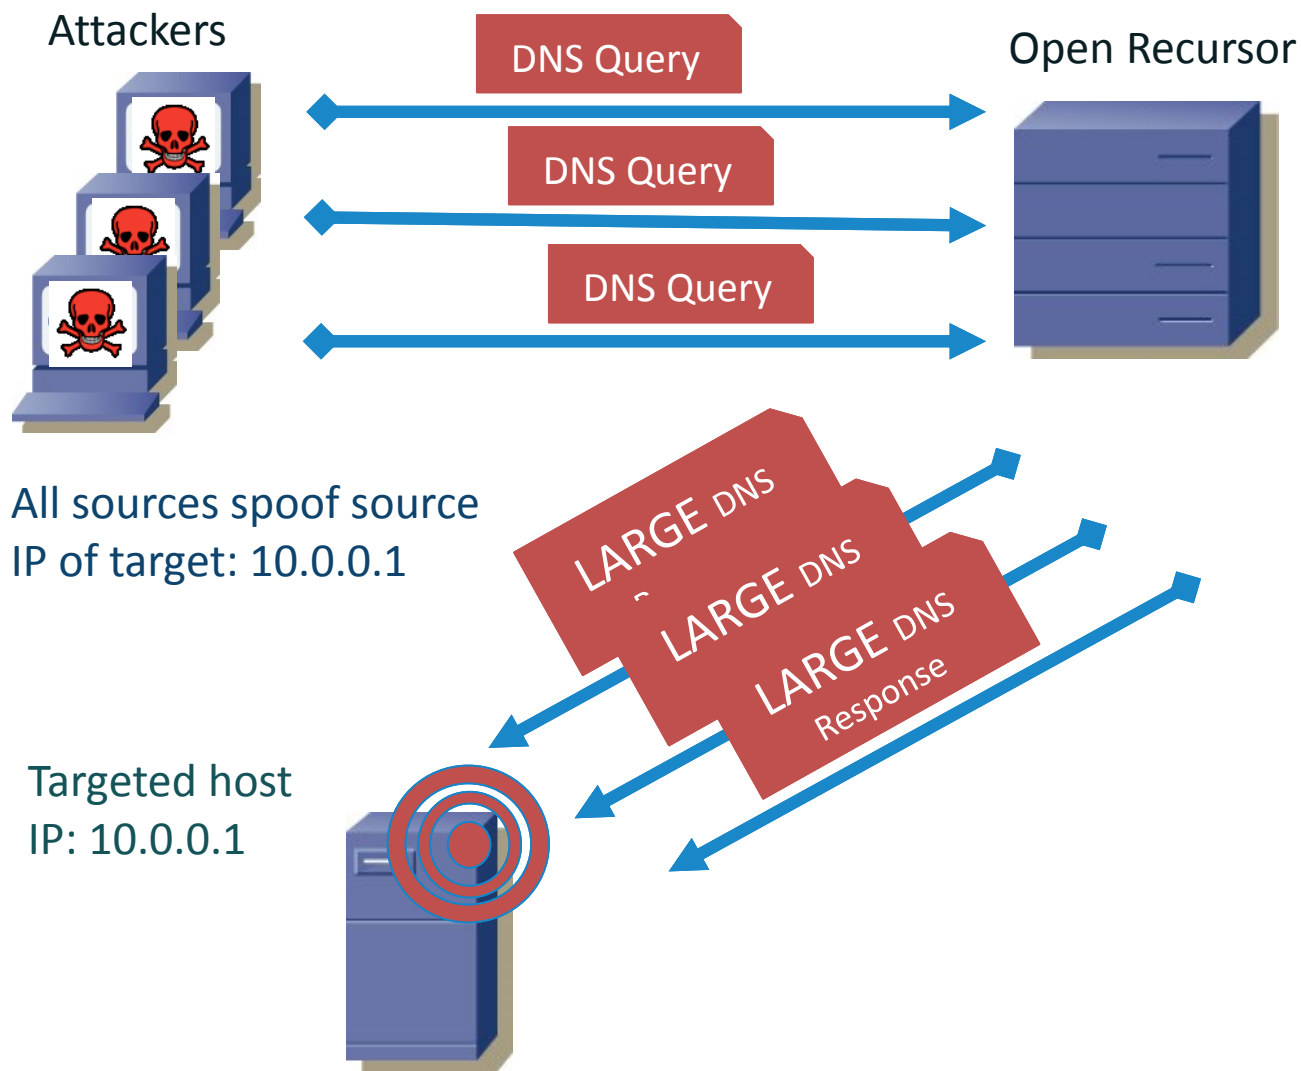 Attackers
DNS Query
Open Recursor
DNS Query
DNS Query
All sources spoof source
IP of target: 10.0.0.1
LARGE DNS
LARGE DNS
LARGE DNS
Response
Targeted host
IP: 10.0.0.1